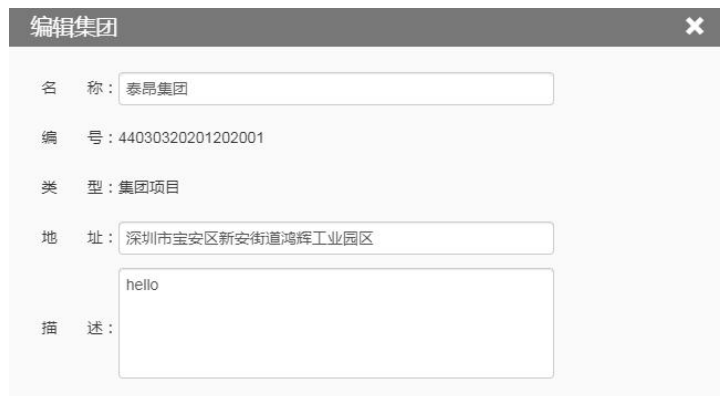 编辑集团
名 称：泰昂集团
编 号：44030320201202001
类 型：集团项目
地 址：深圳市宝安区新安街道鸿辉工业园区
hello
描 述：